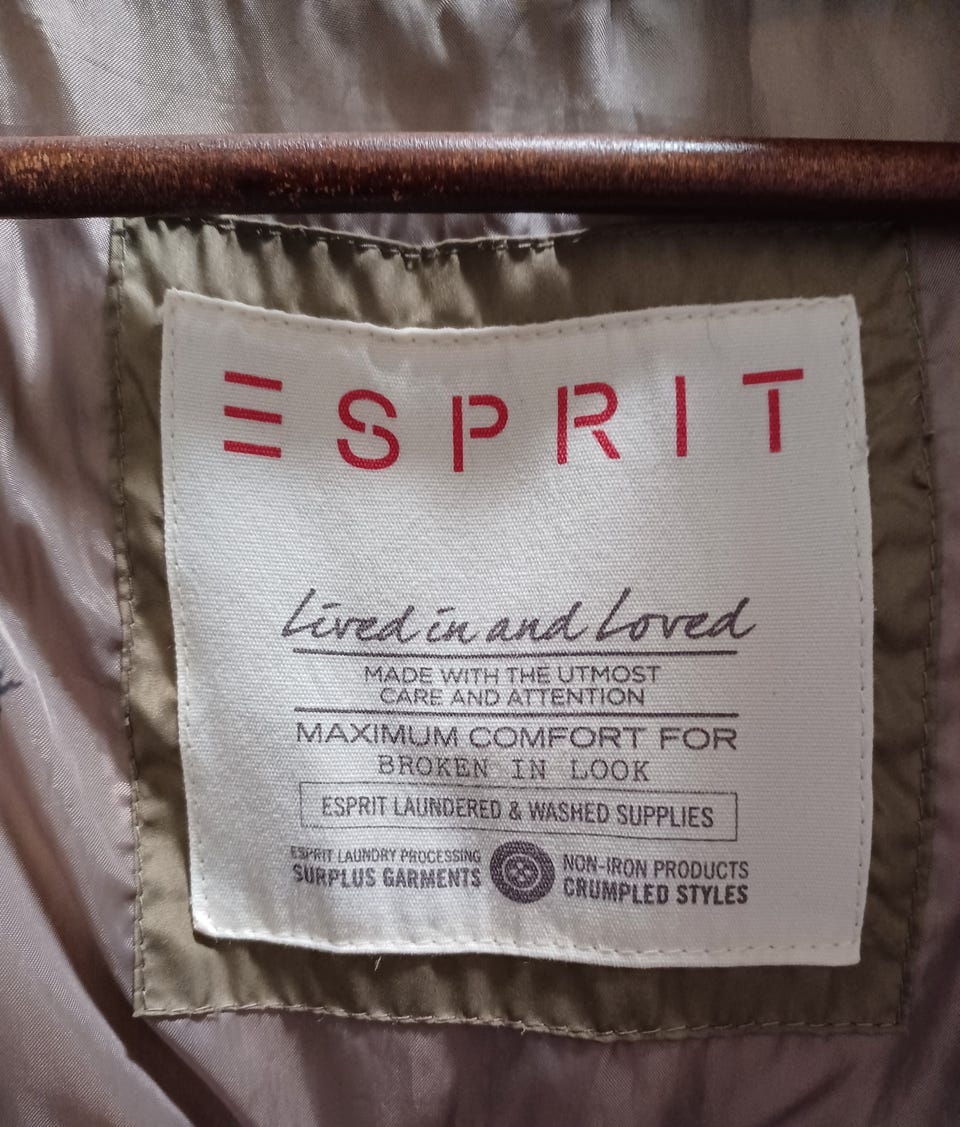 ESPRIT
Lived in and Loved
MADE WITH THE UTMOST
CARE AND ATTENTION
MAXIMUM COMFORT FOR
BROKEN IN LOOK
ESPRIT LAUNDERED & WASHED SUPPLIES
ESPRIT LAUNDRY PROCESSING
SURPLUS GARMENTS
NON-IRON PRODUCTS
CRUMPLED STYLES